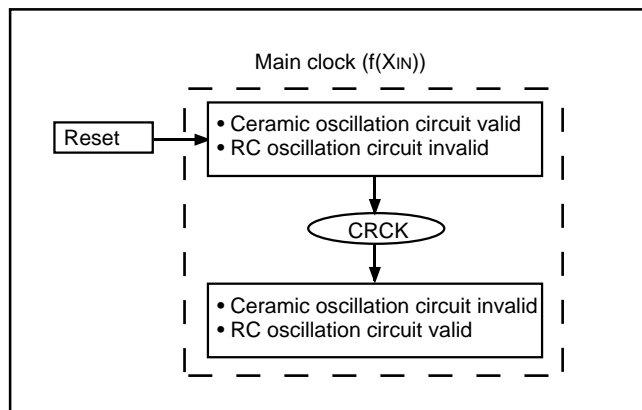 Main clock (f(XIN))
Reset
• Ceramic oscillation circuit valid
• RC oscillation circuit invalid
CRCK
• Ceramic oscillation circuit invalid
• RC oscillation circuit valid